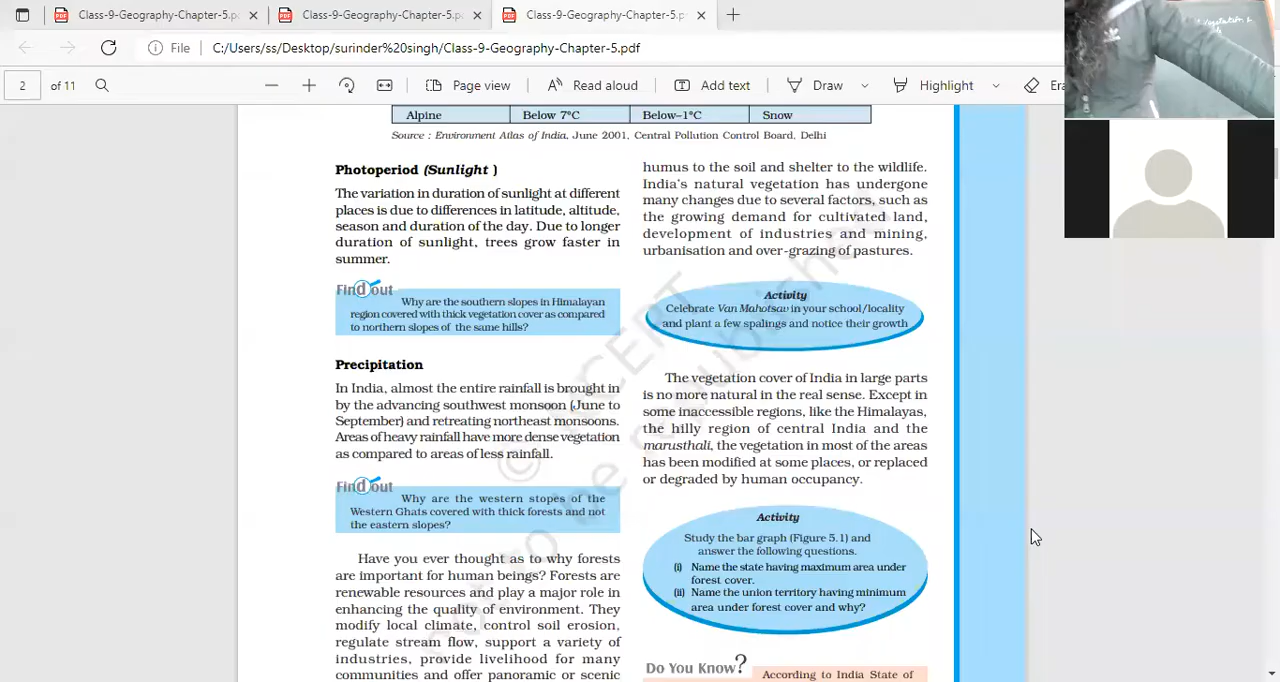 Class-9-Geography-Chapter-5.p
Class-9-Geography-Chapter-5.p
Class-9-Geography-Chapter-5.p
File
C:/Users/ss/Desktop/surinder%20singh/Class-9-Geography-Chapter-5.pdf
2 of 11
Page view
Read aloud
Add text
Draw
Highlight
Era
Alpine Below 7°C Below–1°C Snow
Source : Environment Atlas of India, June 2001, Central Pollution Control Board, Delhi
Photoperiod (Sunlight )
The variation in duration of sunlight at different
places is due to differences in latitude, altitude,
season and duration of the day. Due to longer
duration of sunlight, trees grow faster in
summer.
Find out
Why are the southern slopes in Himalayan
region covered with thick vegetation cover as compared
to northern slopes of the same hills?
Precipitation
In India, almost the entire rainfall is brought in
by the advancing southwest monsoon (June to
September) and retreating northeast monsoons.
Areas of heavy rainfall have more dense vegetation
as compared to areas of less rainfall.
Find out
Why are the western stopes of the
Western Ghats covered with thick forests and not
the eastern slopes?
Have you ever thought as to why forests
are important for human beings? Forests are
renewable resources and play a major role in
enhancing the quality of environment. They
modify local climate, control soil erosion,
regulate stream flow, support a variety of
industries, provide livelihood for many
communities and offer panoramic or scenic
humus to the soil and shelter to the wildlife.
India's natural vegetation has undergone
many changes due to several factors, such as
the growing demand for cultivated land,
development of industries and mining,
urbanisation and over-grazing of pastures.
Activity
Celebrate Van Mahotsav in your school/locality
and plant a few spalings and notice their growth
The vegetation cover of India in large parts
is no more natural in the real sense. Except in
some inaccessible regions, like the Himalayas,
the hilly region of central India and the
marusthali, the vegetation in most of the areas
has been modified at some places, or replaced
or degraded by human occupancy.
Activity
Study the bar graph (Figure 5.1) and
answer the following questions.
(i) Name the state having maximum area under
forest cover.
(ii) Name the union territory having minimum
area under forest cover and why?
Do You Know?
According to India State of
© NCERT
not to be republished